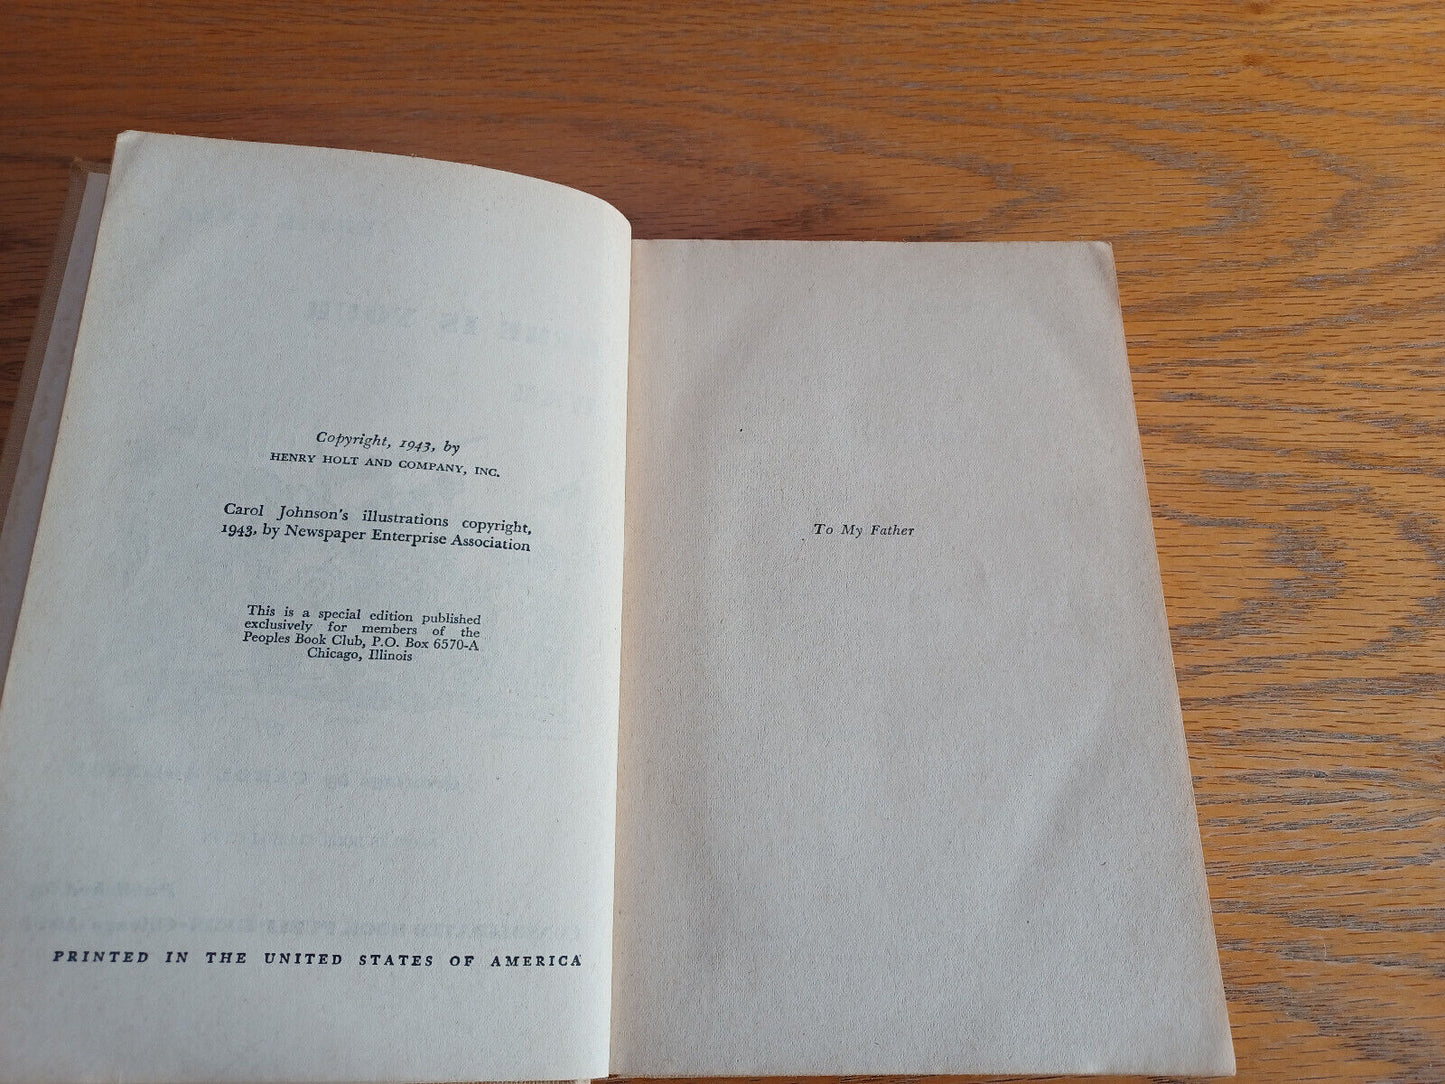 Copyright, 1943, by
HENRY HOLT AND COMPANY, INC.
Carol Johnson's illustrations copyright,
1943, by Newspaper Enterprise Association
This is a special edition published
exclusively for members of the
Peoples Book Club, P.O. Box 6570-A
Chicago, Illinois
PRINTED IN THE UNITED STATES OF AMERICA
To My Father